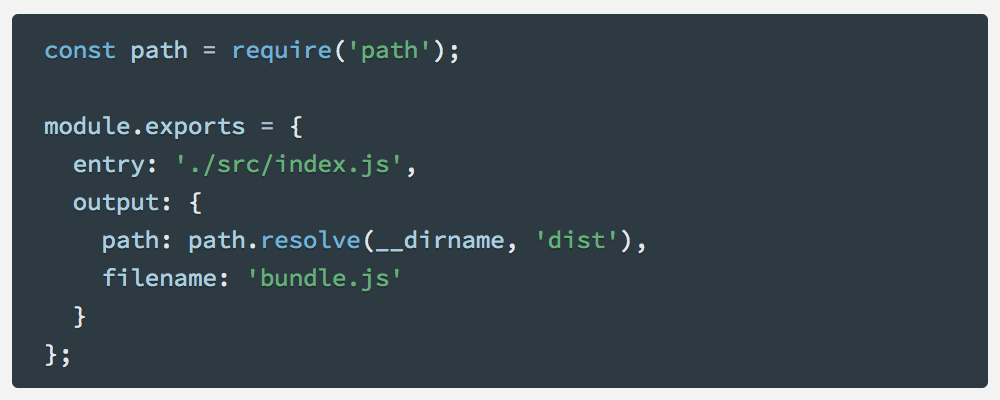 const path = require('path');

module.exports = {
  entry: './src/index.js',
  output: {
    path: path.resolve(__dirname, 'dist'),
    filename: 'bundle.js'
  }
};